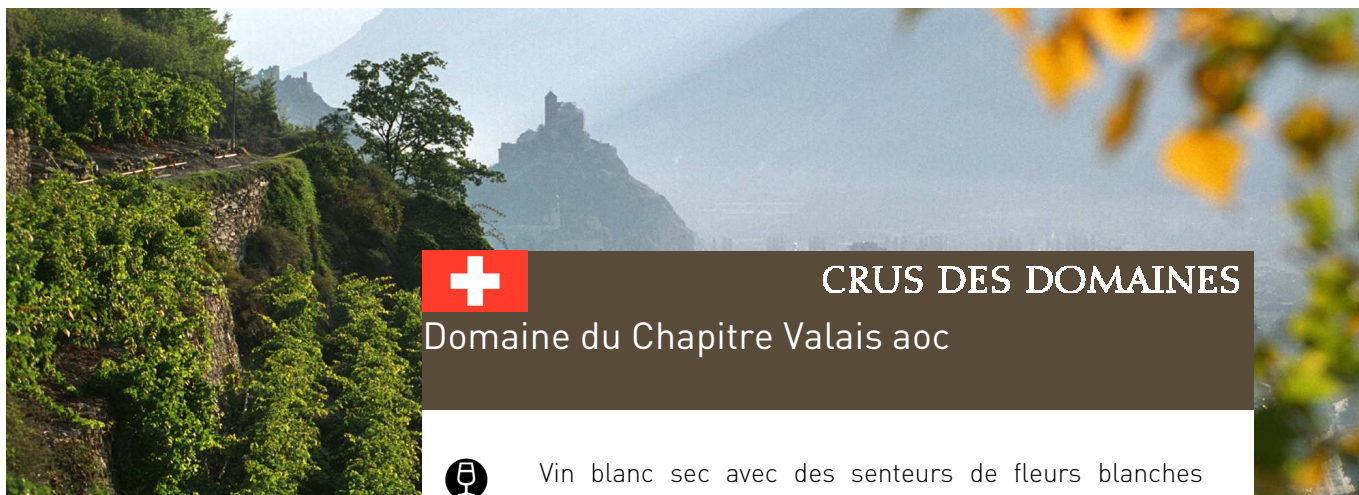 CRUS DES DOMAINES
Domaine du Chapitre Valais aoc
Vin blanc sec avec des senteurs de fleurs blanches